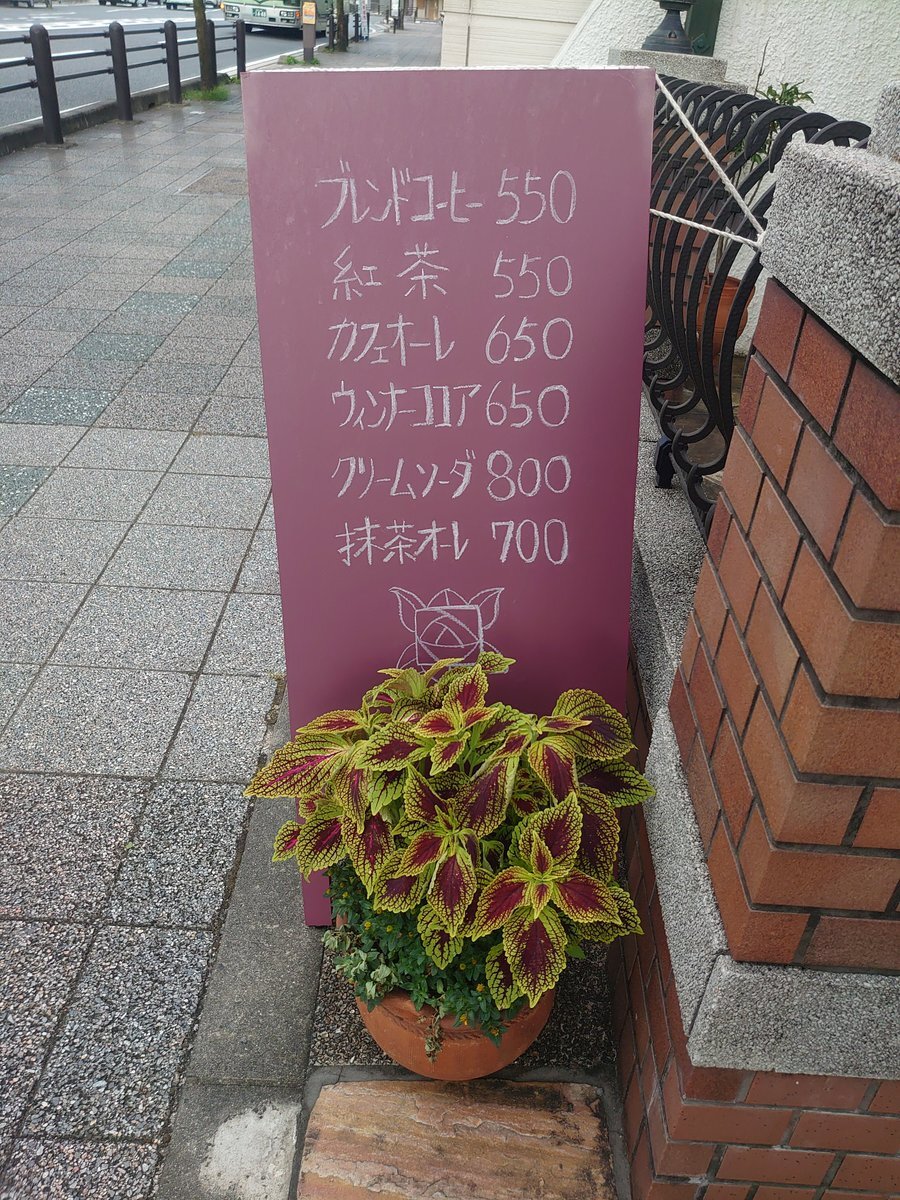 ブレンドコーヒー 550
紅茶 550
カフェオーレ 650
ウィンナーココア 650
クリームソーダ 800
抹茶オーレ 700